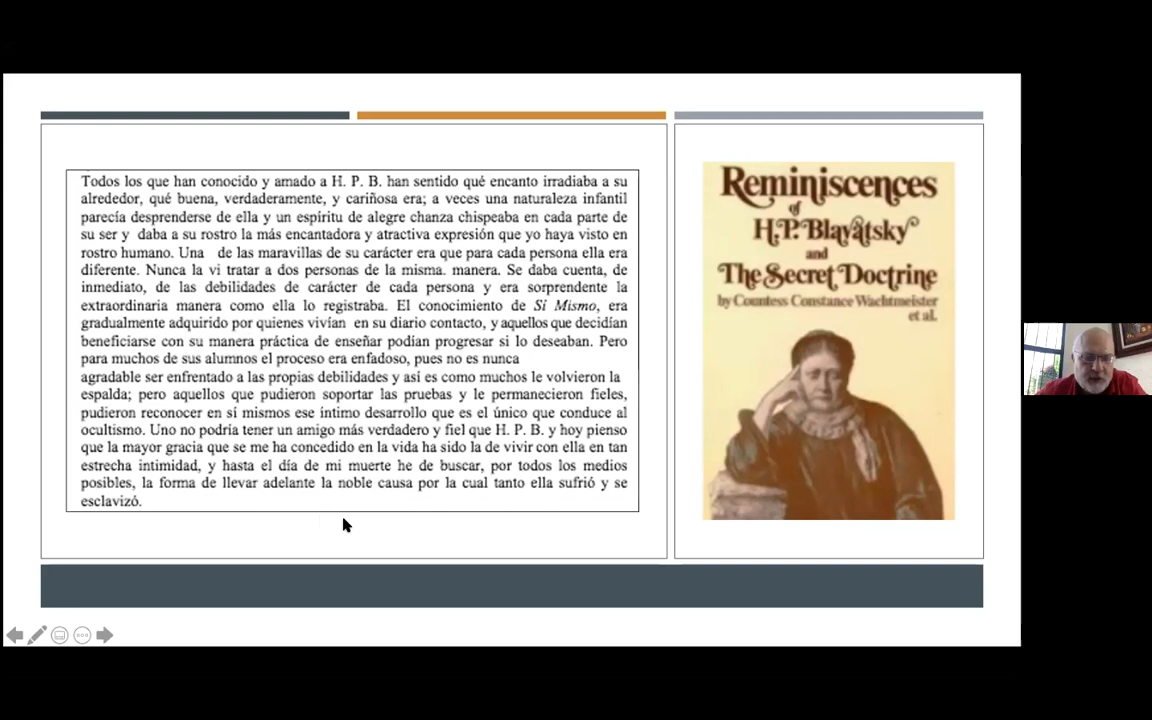 Todos los que han conocido y amado a H. P. B. han sentido qué encanto irradiaba a su
alrededor, qué buena, verdaderamente, y cariñosa era; a veces una naturaleza infantil
parecía desprenderse de ella y un espíritu de alegre chanza chispeaba en cada parte de
su ser y daba a su rostro la más encantadora y atractiva expresión que yo haya visto en
rostro humano. Una de las maravillas de su carácter era que para cada persona ella era
diferente. Nunca la vi tratar a dos personas de la misma. manera. Se daba cuenta, de
inmediato, de las debilidades de carácter de cada persona y era sorprendente la
extraordinaria manera como ella lo registraba. El conocimiento de Sí Mismo, era
gradualmente adquirido por quienes vivían en su diario contacto, y aquellos que decidían
beneficiarse con su manera práctica de enseñar podían progresar si lo deseaban. Pero
para muchos de sus alumnos el proceso era enfadoso, pues no es nunca
agradable ser enfrentado a las propias debilidades y así es como muchos le volvieron la
espalda; pero aquellos que pudieron soportar las pruebas y le permanecieron fieles,
pudieron reconocer en sí mismos ese íntimo desarrollo que es el único que conduce al
ocultismo. Uno no podría tener un amigo más verdadero y fiel que H. P. B. y hoy pienso
que la mayor gracia que se me ha concedido en la vida ha sido la de vivir con ella en tan
estrecha intimidad, y hasta el día de mi muerte he de buscar, por todos los medios
posibles, la forma de llevar adelante la noble causa por la cual tanto ella sufrió y se
esclavizó.
Reminiscences
of
H.P. Blavatsky
and
The Secret Doctrine
by Countess Constance Wachtmeister
et al.